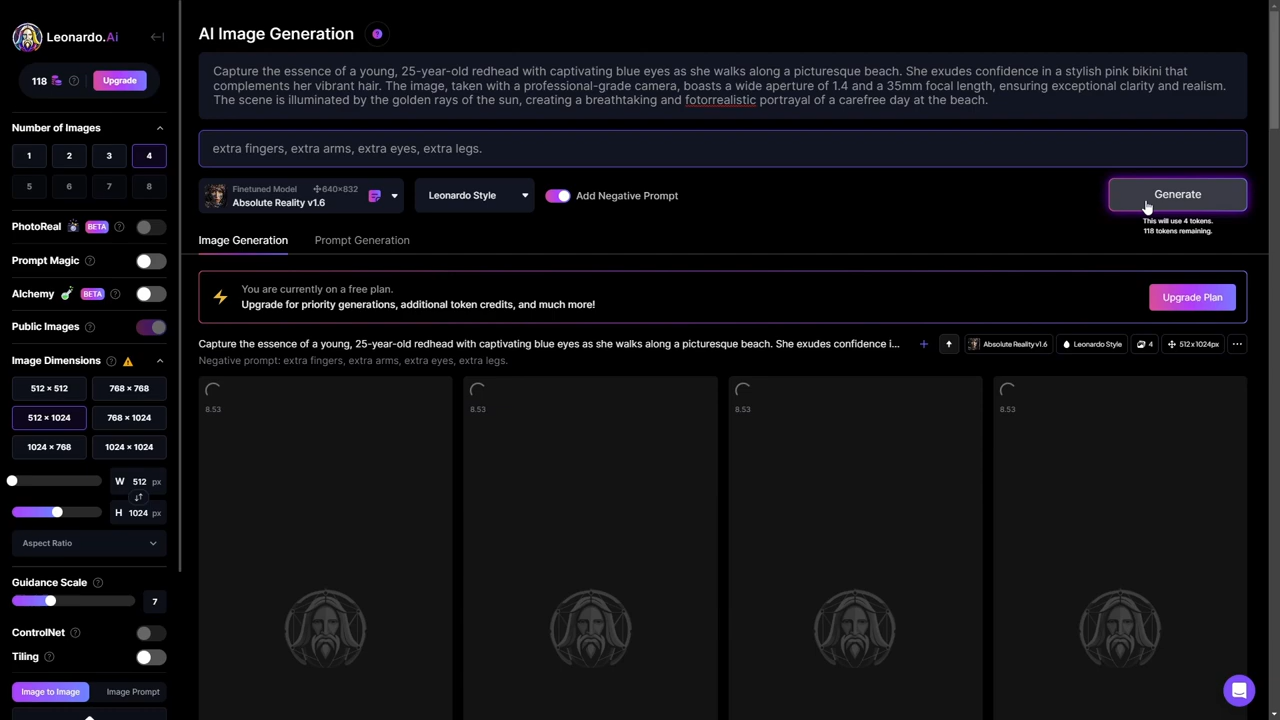 Leonardo.Ai
118
Upgrade
Number of Images
1 2 3 4
5 6 7 8
PhotoReal BETA
Prompt Magic
Alchemy BETA
Public Images
Image Dimensions
512 × 512 768 × 768
512 × 1024 768 × 1024
1024 × 768 1024 × 1024
W 512 px
H 1024 px
Aspect Ratio
Guidance Scale
7
ControlNet
Tiling
Image to Image Image Prompt
AI Image Generation
Capture the essence of a young, 25-year-old redhead with captivating blue eyes as she walks along a picturesque beach. She exudes confidence in a stylish pink bikini that
complements her vibrant hair. The image, taken with a professional-grade camera, boasts a wide aperture of 1.4 and a 35mm focal length, ensuring exceptional clarity and realism.
The scene is illuminated by the golden rays of the sun, creating a breathtaking and fotorrealistic portrayal of a carefree day at the beach.
extra fingers, extra arms, extra eyes, extra legs.
Finetuned Model 640×832
Absolute Reality v1.6
Leonardo Style
Add Negative Prompt
Generate
This will use 4 tokens.
118 tokens remaining.
Image Generation Prompt Generation
You are currently on a free plan.
Upgrade for priority generations, additional token credits, and much more!
Upgrade Plan
Capture the essence of a young, 25-year-old redhead with captivating blue eyes as she walks along a picturesque beach. She exudes confidence i...
Absolute Reality v1.6 Leonardo Style 4 512x1024px
Negative prompt: extra fingers, extra arms, extra eyes, extra legs.
8.53 8.53 8.53 8.53